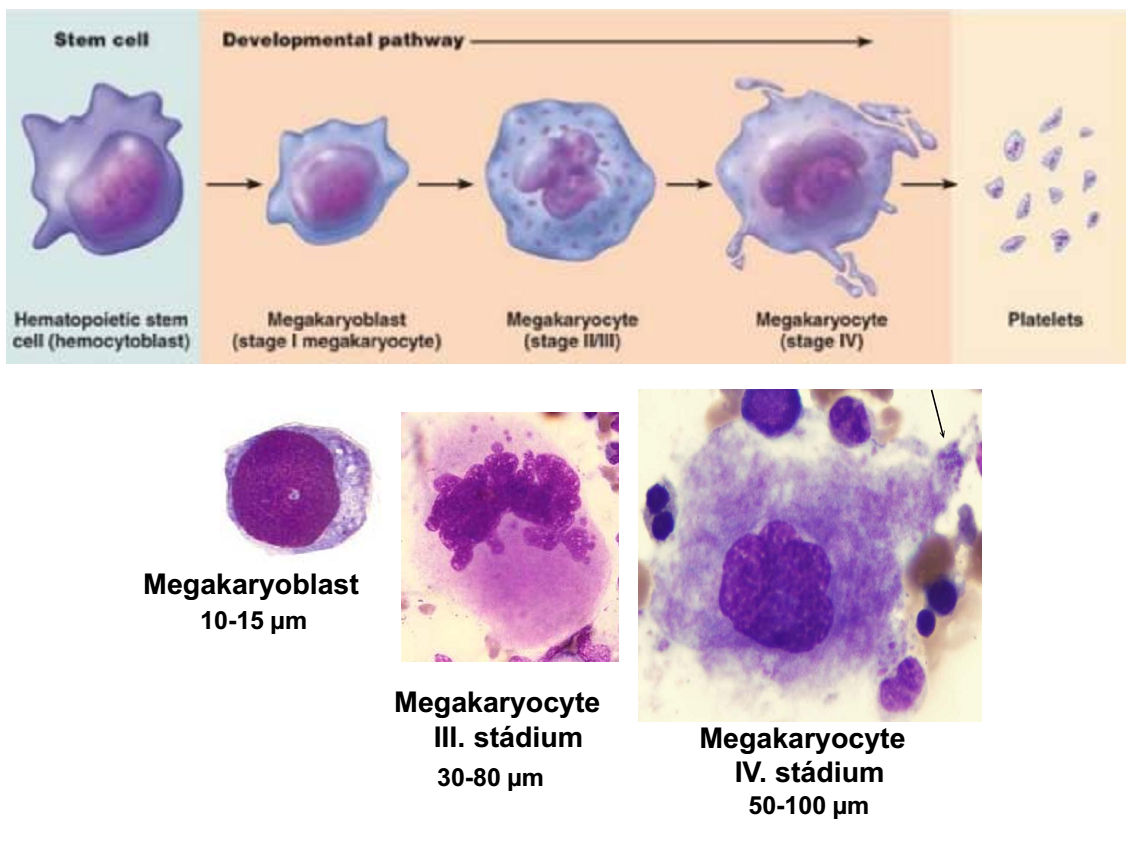 Stem cell
Developmental pathway
Hematopoietic stem
cell (hemocytoblast)
Megakaryoblast
(stage I megakaryocyte)
Megakaryocyte
(stage II/III)
Megakaryocyte
(stage IV)
Platelets
Megakaryoblast
10-15 µm
Megakaryocyte
III. stádium
30-80 µm
Megakaryocyte
IV. stádium
50-100 µm